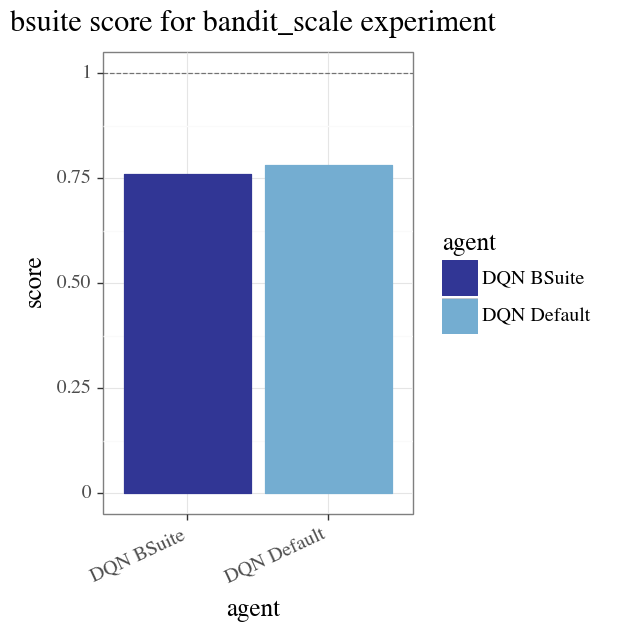 bsuite score for bandit_scale experiment
1
0.75
0.50
0.25
0
score
DQN BSuite
DQN Default
agent
agent
DQN BSuite
DQN Default